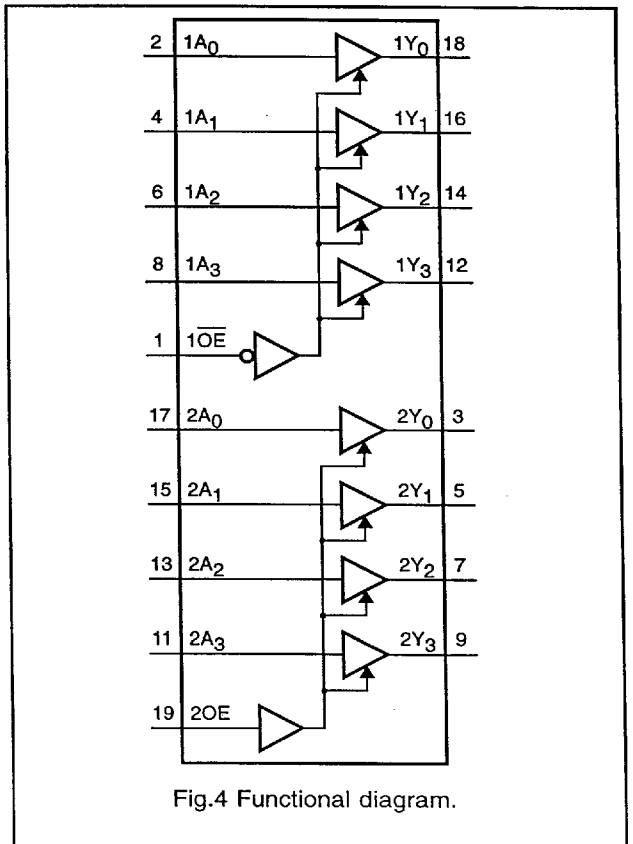 2 1A0 1Y0 18
4 1A1 1Y1 16
6 1A2 1Y2 14
8 1A3 1Y3 12
1 1O̅E̅
17 2A0 2Y0 3
15 2A1 2Y1 5
13 2A2 2Y2 7
11 2A3 2Y3 9
19 2OE
Fig.4 Functional diagram.